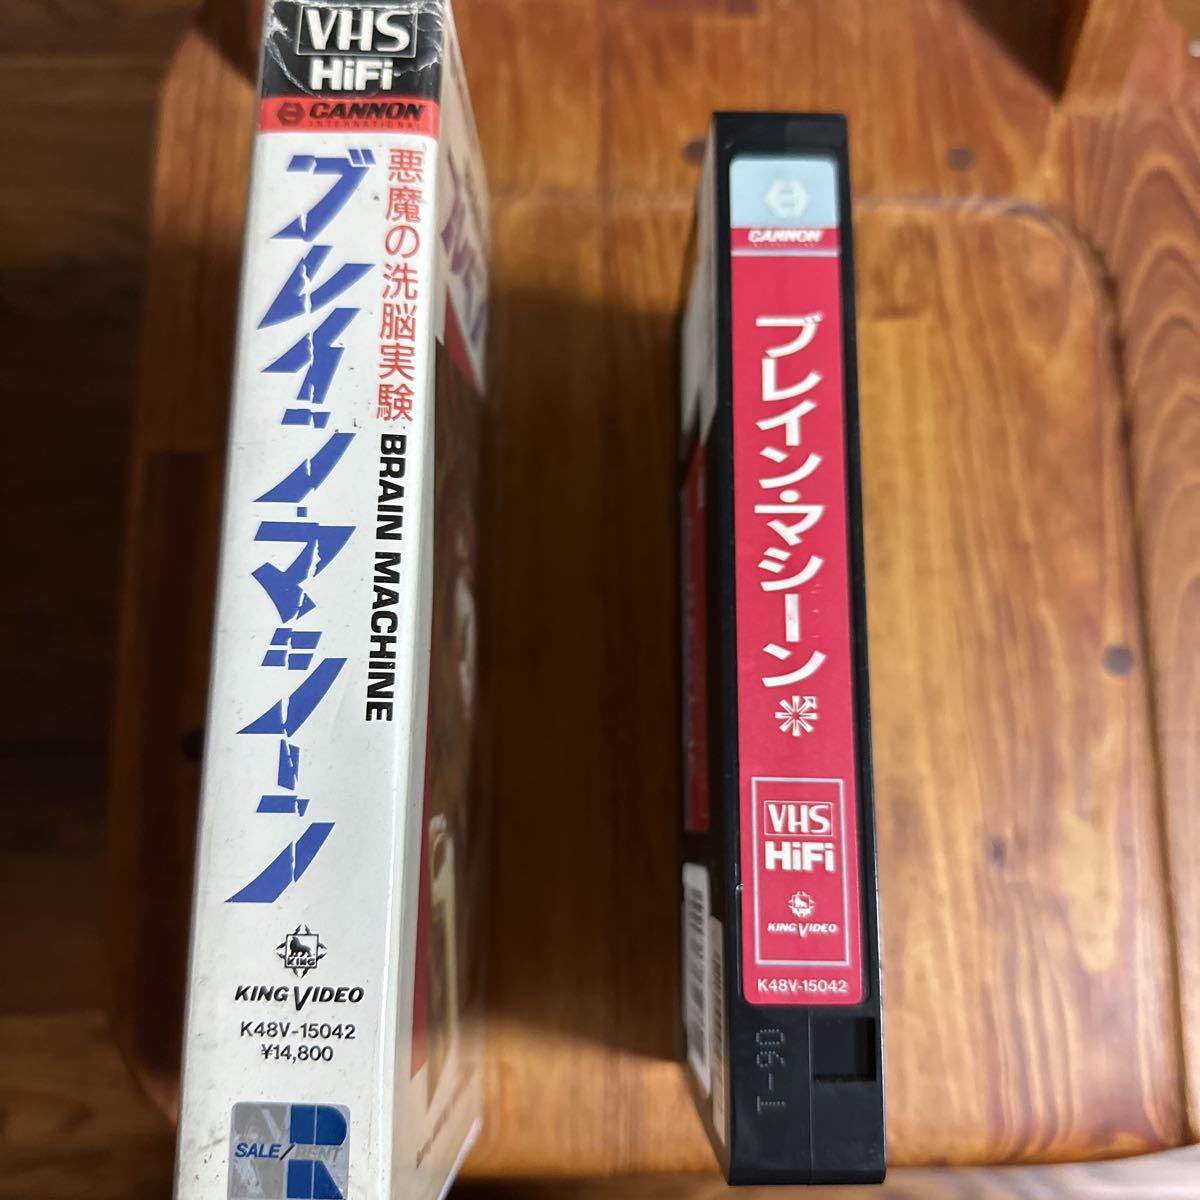 VHS
HiFi
CANNON
INTERNATIONAL
悪魔の洗脳実験
ブレイン・マシーン
BRAIN MACHINE
KING
KING VIDEO
K48V-15042
¥14,800
SALE/RENT
R
CANNON
ブレイン・マシーン
VHS
HiFi
KING VIDEO
K48V-15042
T-90